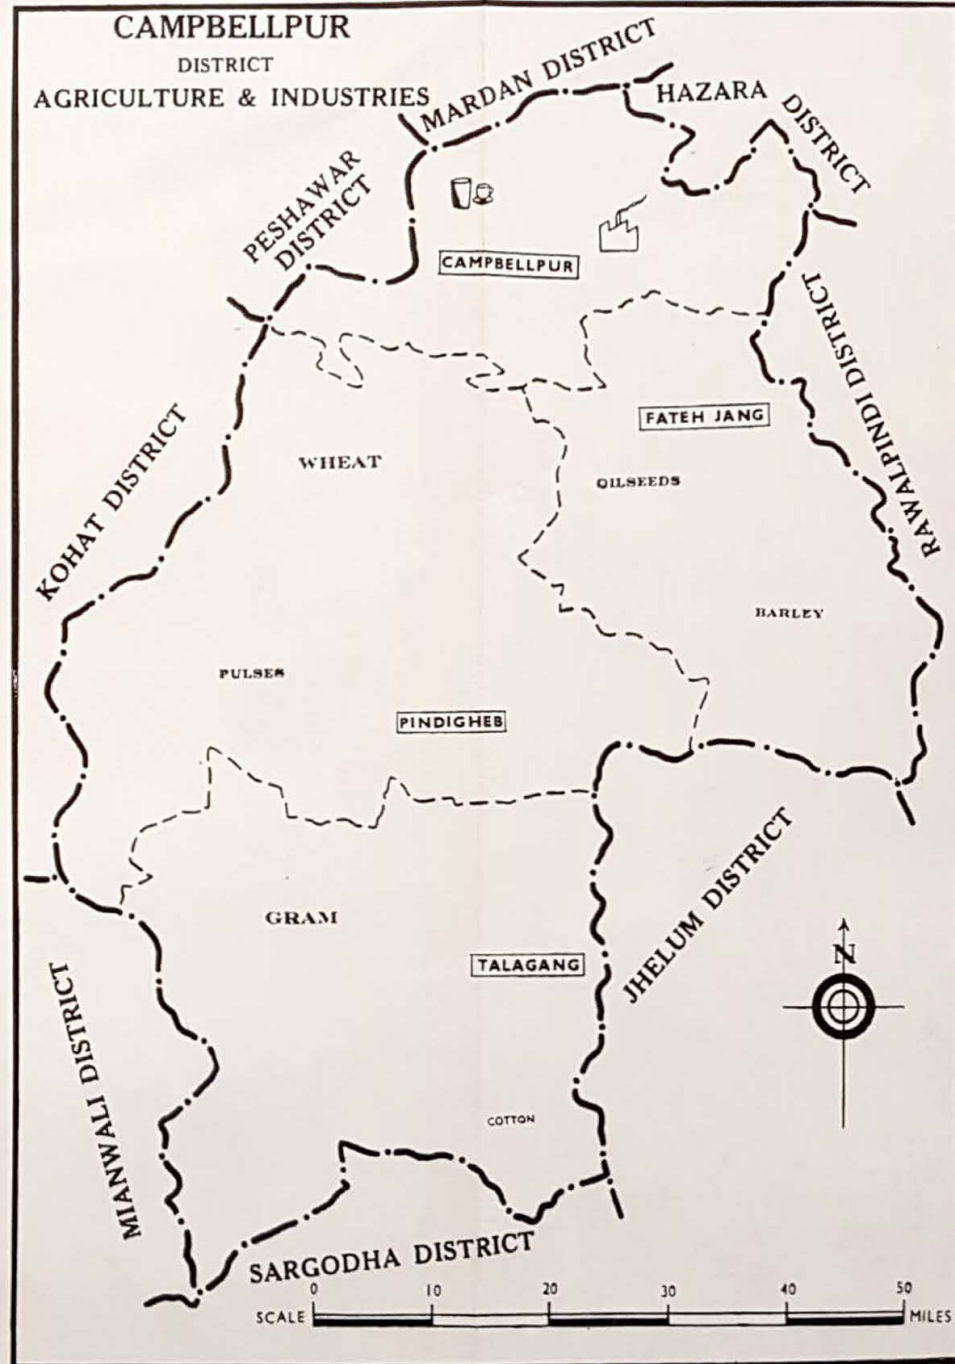 CAMPBELLPUR
DISTRICT
AGRICULTURE & INDUSTRIES
MARDAN DISTRICT
HAZARA DISTRICT
PESHAWAR
DISTRICT
CAMPBELLPUR
RAWALPINDI DISTRICT
KOHAT DISTRICT
FATEH JANG
WHEAT
OILSEEDS
BARLEY
PULSES
PINDIGHEB
GRAM
TALAGANG
JHELUM DISTRICT
N
MIANWALI DISTRICT
COTTON
SARGODHA DISTRICT
SCALE 0 10 20 30 40 50 MILES